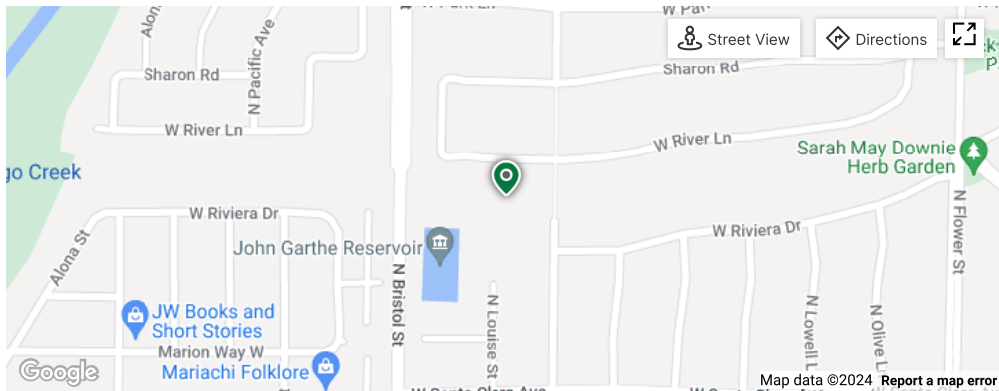 W Park Ln
W Par
Street View
Directions
Alona
N Pacific Ave
Sharon Rd
Sharon Rd
W River Ln
W River Ln
Sarah May Downie
Herb Garden
go Creek
W Riviera Dr
W Riviera Dr
N Flower St
Alona St
John Garthe Reservoir
N Bristol St
N Louise St
N Lowell L
N Olive L
JW Books and
Short Stories
Marion Way W
Mariachi Folklore
Google
W Santa Clara Ave
Map data ©2024
Report a map error